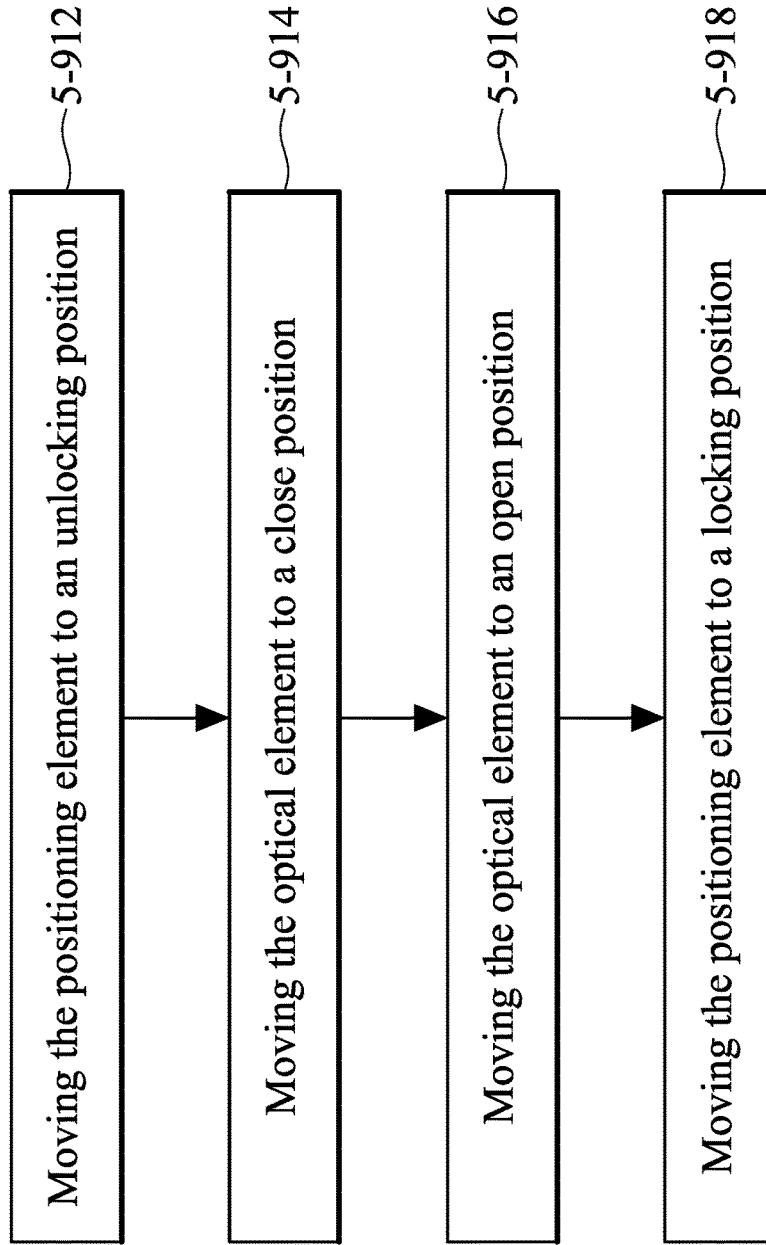 Moving the positioning element to an unlocking position
5-912
Moving the optical element to a close position
5-914
Moving the optical element to an open position
5-916
Moving the positioning element to a locking position
5-918